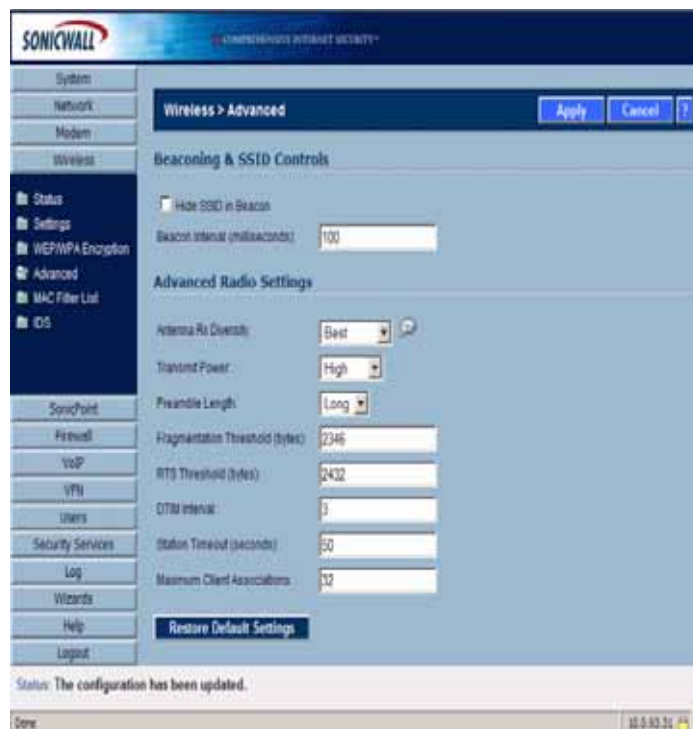 SONICWALL
COMPREHENSIVE INTERNET SECURITY™
System
Network
Modem
Wireless
Status
Settings
WEP/WPA Encryption
Advanced
MAC Filter List
IDS
SonicPoint
Firewall
VoIP
VPN
Users
Security Services
Log
Wizards
Help
Logout
Wireless > Advanced
Apply
Cancel
?
Beaconing & SSID Controls
Hide SSID in Beacon
Beacon Interval (milliseconds): 100
Advanced Radio Settings
Antenna Rx Diversity: Best
Transmit Power: High
Preamble Length: Long
Fragmentation Threshold (bytes): 2346
RTS Threshold (bytes): 2432
DTIM Interval: 3
Station Timeout (seconds): 50
Maximum Client Associations: 32
Restore Default Settings
Status: The configuration has been updated.
Done